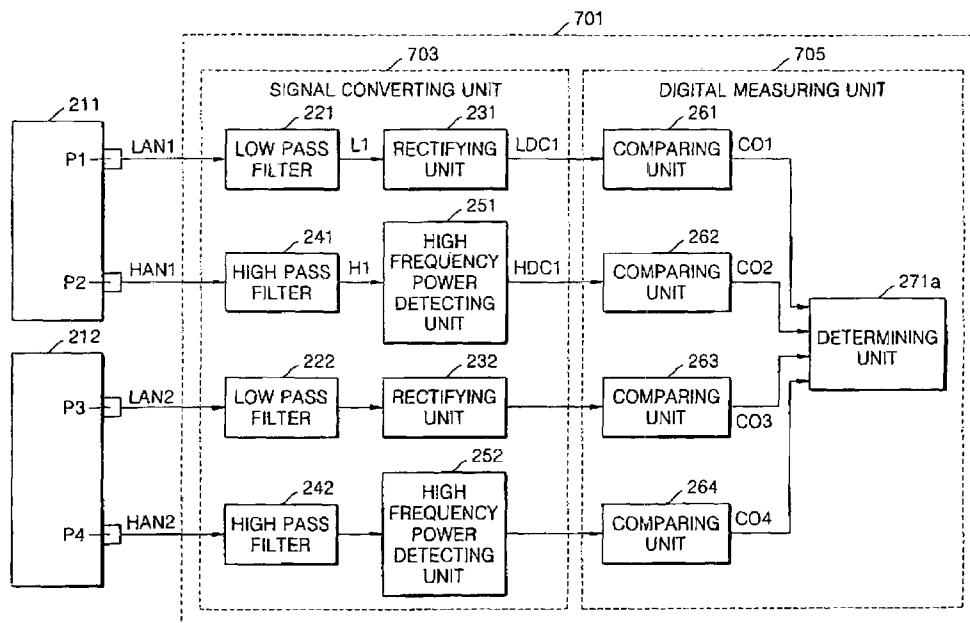 701
703
705
SIGNAL CONVERTING UNIT
DIGITAL MEASURING UNIT
211
P1
LAN1
221
LOW PASS
FILTER
L1
231
RECTIFYING
UNIT
LDC1
261
COMPARING
UNIT
CO1
P2
HAN1
241
HIGH PASS
FILTER
H1
251
HIGH
FREQUENCY
POWER
DETECTING
UNIT
HDC1
262
COMPARING
UNIT
CO2
271a
DETERMINING
UNIT
212
P3
LAN2
222
LOW PASS
FILTER
232
RECTIFYING
UNIT
263
COMPARING
UNIT
CO3
P4
HAN2
242
HIGH PASS
FILTER
252
HIGH
FREQUENCY
POWER
DETECTING
UNIT
264
COMPARING
UNIT
CO4